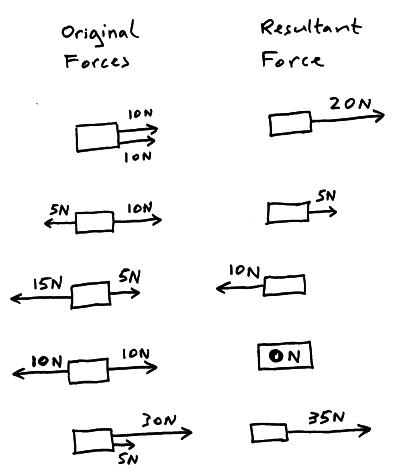 Original Forces
Resultant Force
10N
10N
20N
5N
10N
5N
15N
5N
10N
10N
10N
0N
30N
5N
35N